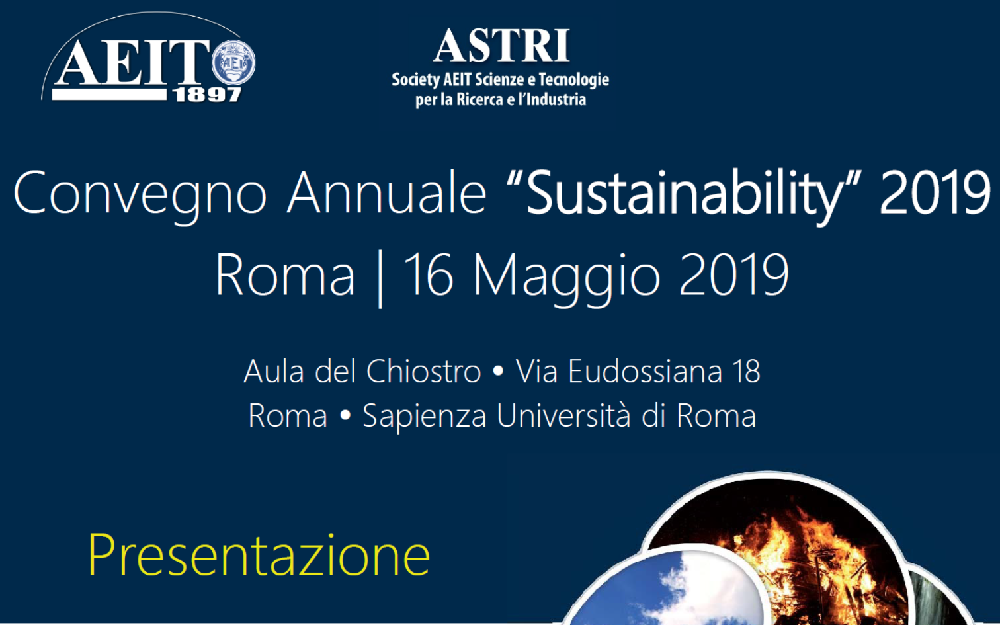 AEIT
AEI
1897
ASTRI
Society AEIT Scienze e Tecnologie
per la Ricerca e l'Industria
Convegno Annuale “Sustainability” 2019
Roma | 16 Maggio 2019
Aula del Chiostro • Via Eudossiana 18
Roma • Sapienza Università di Roma
Presentazione